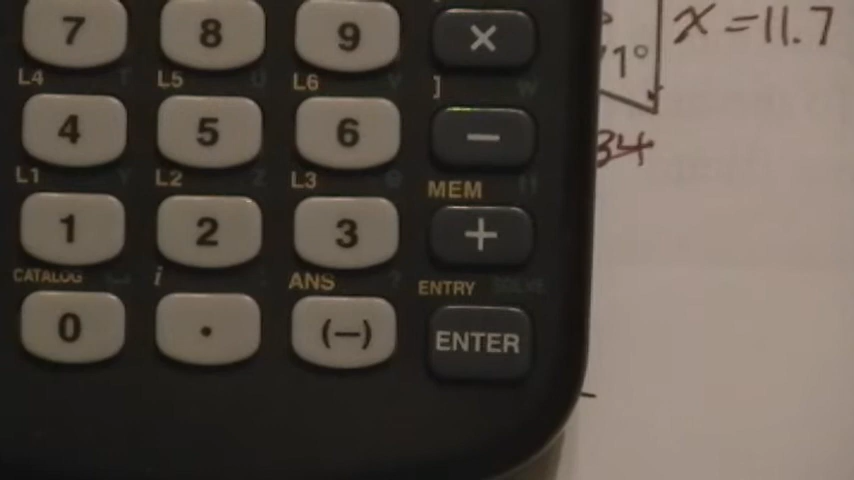 7 8 9 × x = 11.7
L4 T L5 U L6 V ] W 1°
4 5 6 − 34
L1 Y L2 Z L3 MEM "
1 2 3 +
CATALOG i : ANS ? ENTRY SOLVE
0 . (−) ENTER